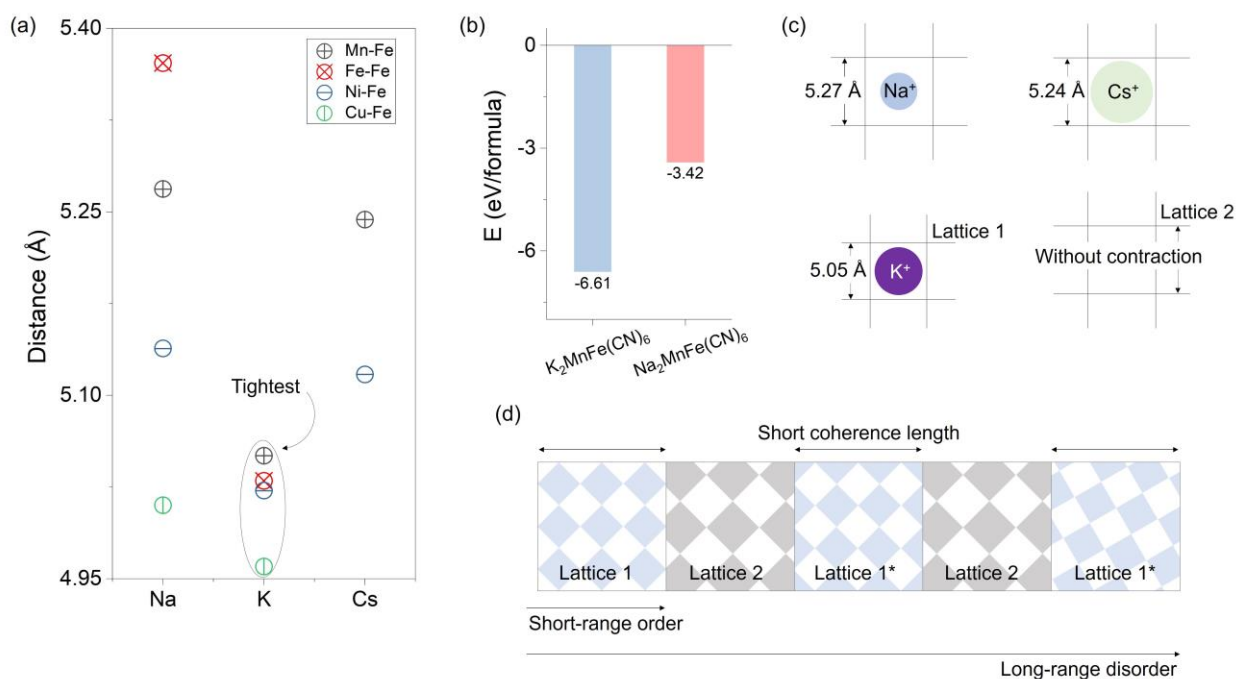 (a)
5.40
5.25
5.10
4.95
Distance (Å)
Mn-Fe
Fe-Fe
Ni-Fe
Cu-Fe
Tightest
Na
K
Cs
(b)
0
-3
-6
E (eV/formula)
-6.61
-3.42
K₂MnFe(CN)₆
Na₂MnFe(CN)₆
(c)
5.27 Å
Na⁺
5.24 Å
Cs⁺
Lattice 1
5.05 Å
K⁺
Lattice 2
Without contraction
(d)
Short coherence length
Lattice 1
Lattice 2
Lattice 1*
Lattice 2
Lattice 1*
Short-range order
Long-range disorder